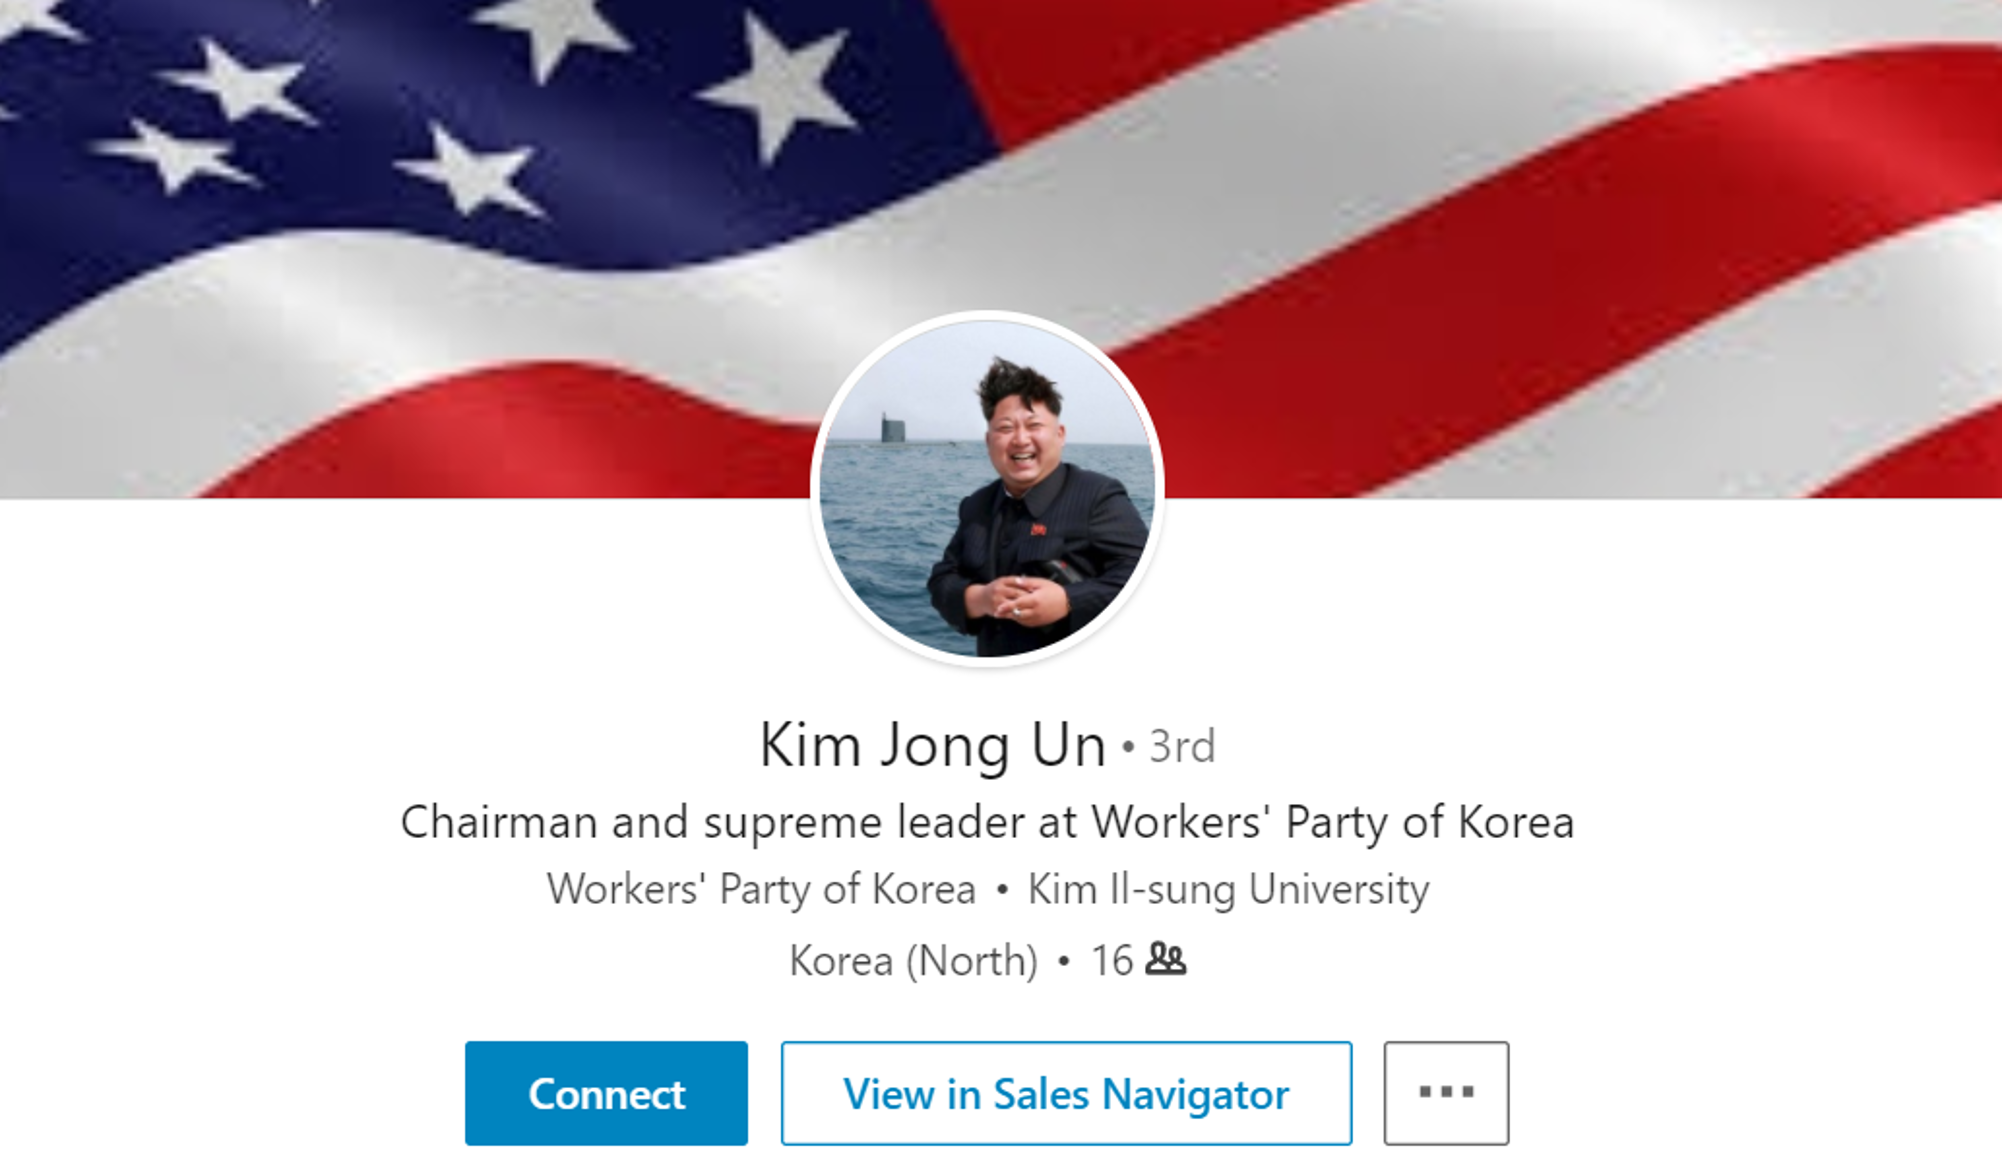 Kim Jong Un • 3rd
Chairman and supreme leader at Workers' Party of Korea
Workers' Party of Korea • Kim Il-sung University
Korea (North) • 16
Connect
View in Sales Navigator
...